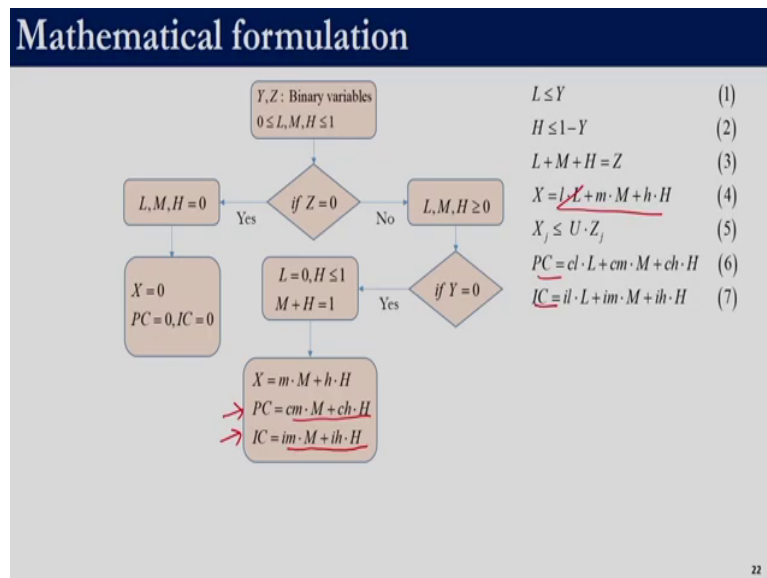 Mathematical formulation
Y,Z : Binary variables
0 ≤ L,M,H ≤ 1
L,M,H = 0
Yes
if Z = 0
No
L,M,H ≥ 0
X = 0
PC = 0, IC = 0
L = 0, H ≤ 1
M + H = 1
Yes
if Y = 0
X = m·M + h·H
PC = cm·M + ch·H
IC = im·M + ih·H
L ≤ Y (1)
H ≤ 1−Y (2)
L + M + H = Z (3)
X = l·L + m·M + h·H (4)
X_j ≤ U·Z_j (5)
PC = cl·L + cm·M + ch·H (6)
IC = il·L + im·M + ih·H (7)
22